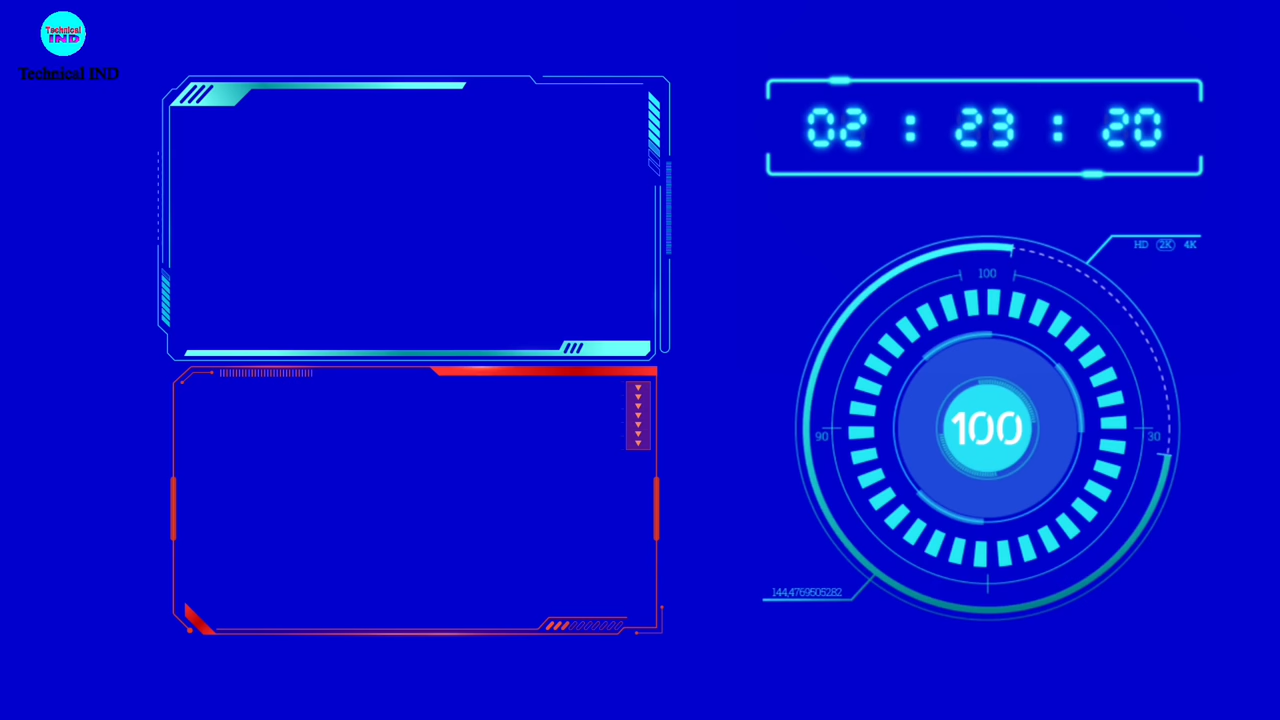 Technical
IND
Technical IND
02 : 23 : 20
HD 2K 4K
100
100
90
30
144,4769505282